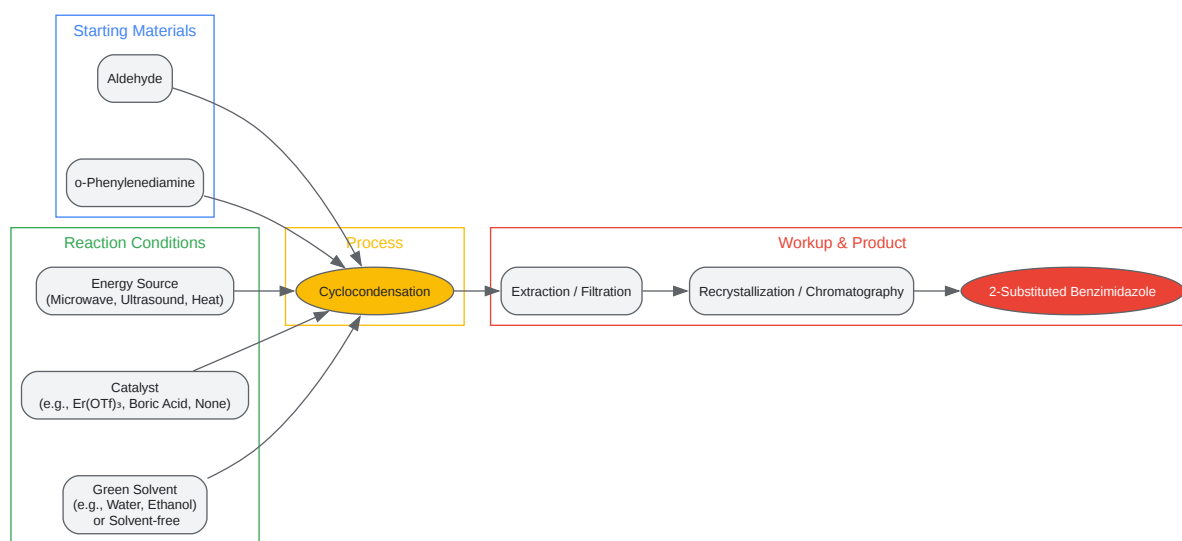 Starting Materials
Aldehyde
o-Phenylenediamine
Reaction Conditions
Energy Source
(Microwave, Ultrasound, Heat)
Catalyst
(e.g., Er(OTf)₃, Boric Acid, None)
Green Solvent
(e.g., Water, Ethanol)
or Solvent-free
Process
Cyclocondensation
Workup & Product
Extraction / Filtration
Recrystallization / Chromatography
2-Substituted Benzimidazole